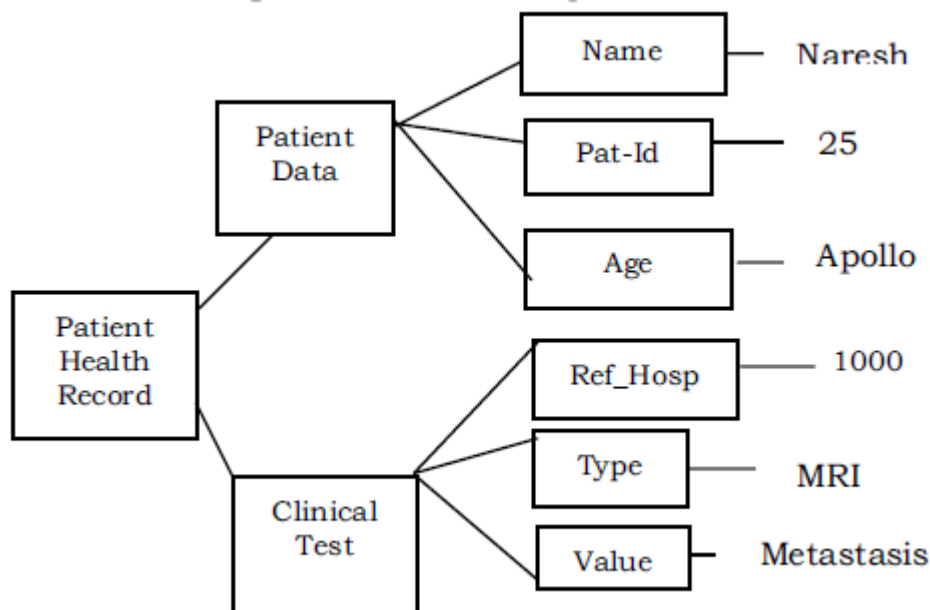 Name
Naresh
Patient
Data
Pat-Id
25
Age
Apollo
Patient
Health
Record
Ref_Hosp
1000
Type
MRI
Clinical
Test
Value
Metastasis